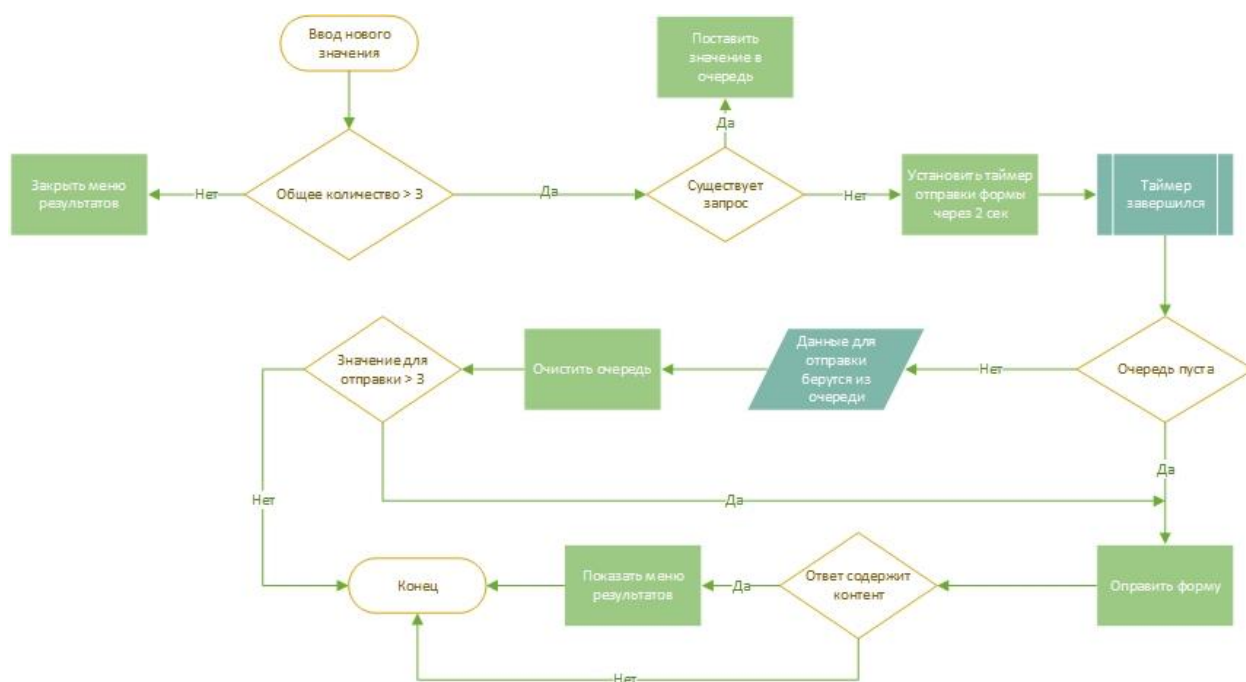 Ввод нового
значения
Поставить
значение в
очередь
Да
Закрыть меню
результатов
Нет
Общее количество > 3
Да
Существует
запрос
Нет
Установить таймер
отправки формы
через 2 сек
Таймер
завершился
Значение для
отправки > 3
Очистить очередь
Данные для
отправки
берутся из
очереди
Нет
Очередь пуста
Да
Нет
Да
Конец
Показать меню
результатов
Да
Ответ содержит
контент
Оправить форму
Нет